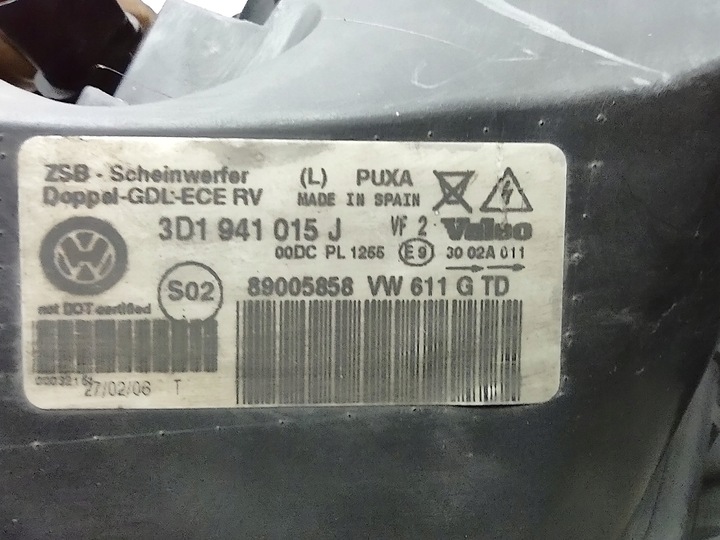 ZSB - Scheinwerfer (L) PUXA
Doppel-GDL-ECE RV MADE IN SPAIN
3D1 941 015 J VF 2 Valeo
00DC PL 1255 E9 30 02A 011
S02 89005858 VW 611 G TD
not DOT certified
27/02/06 T